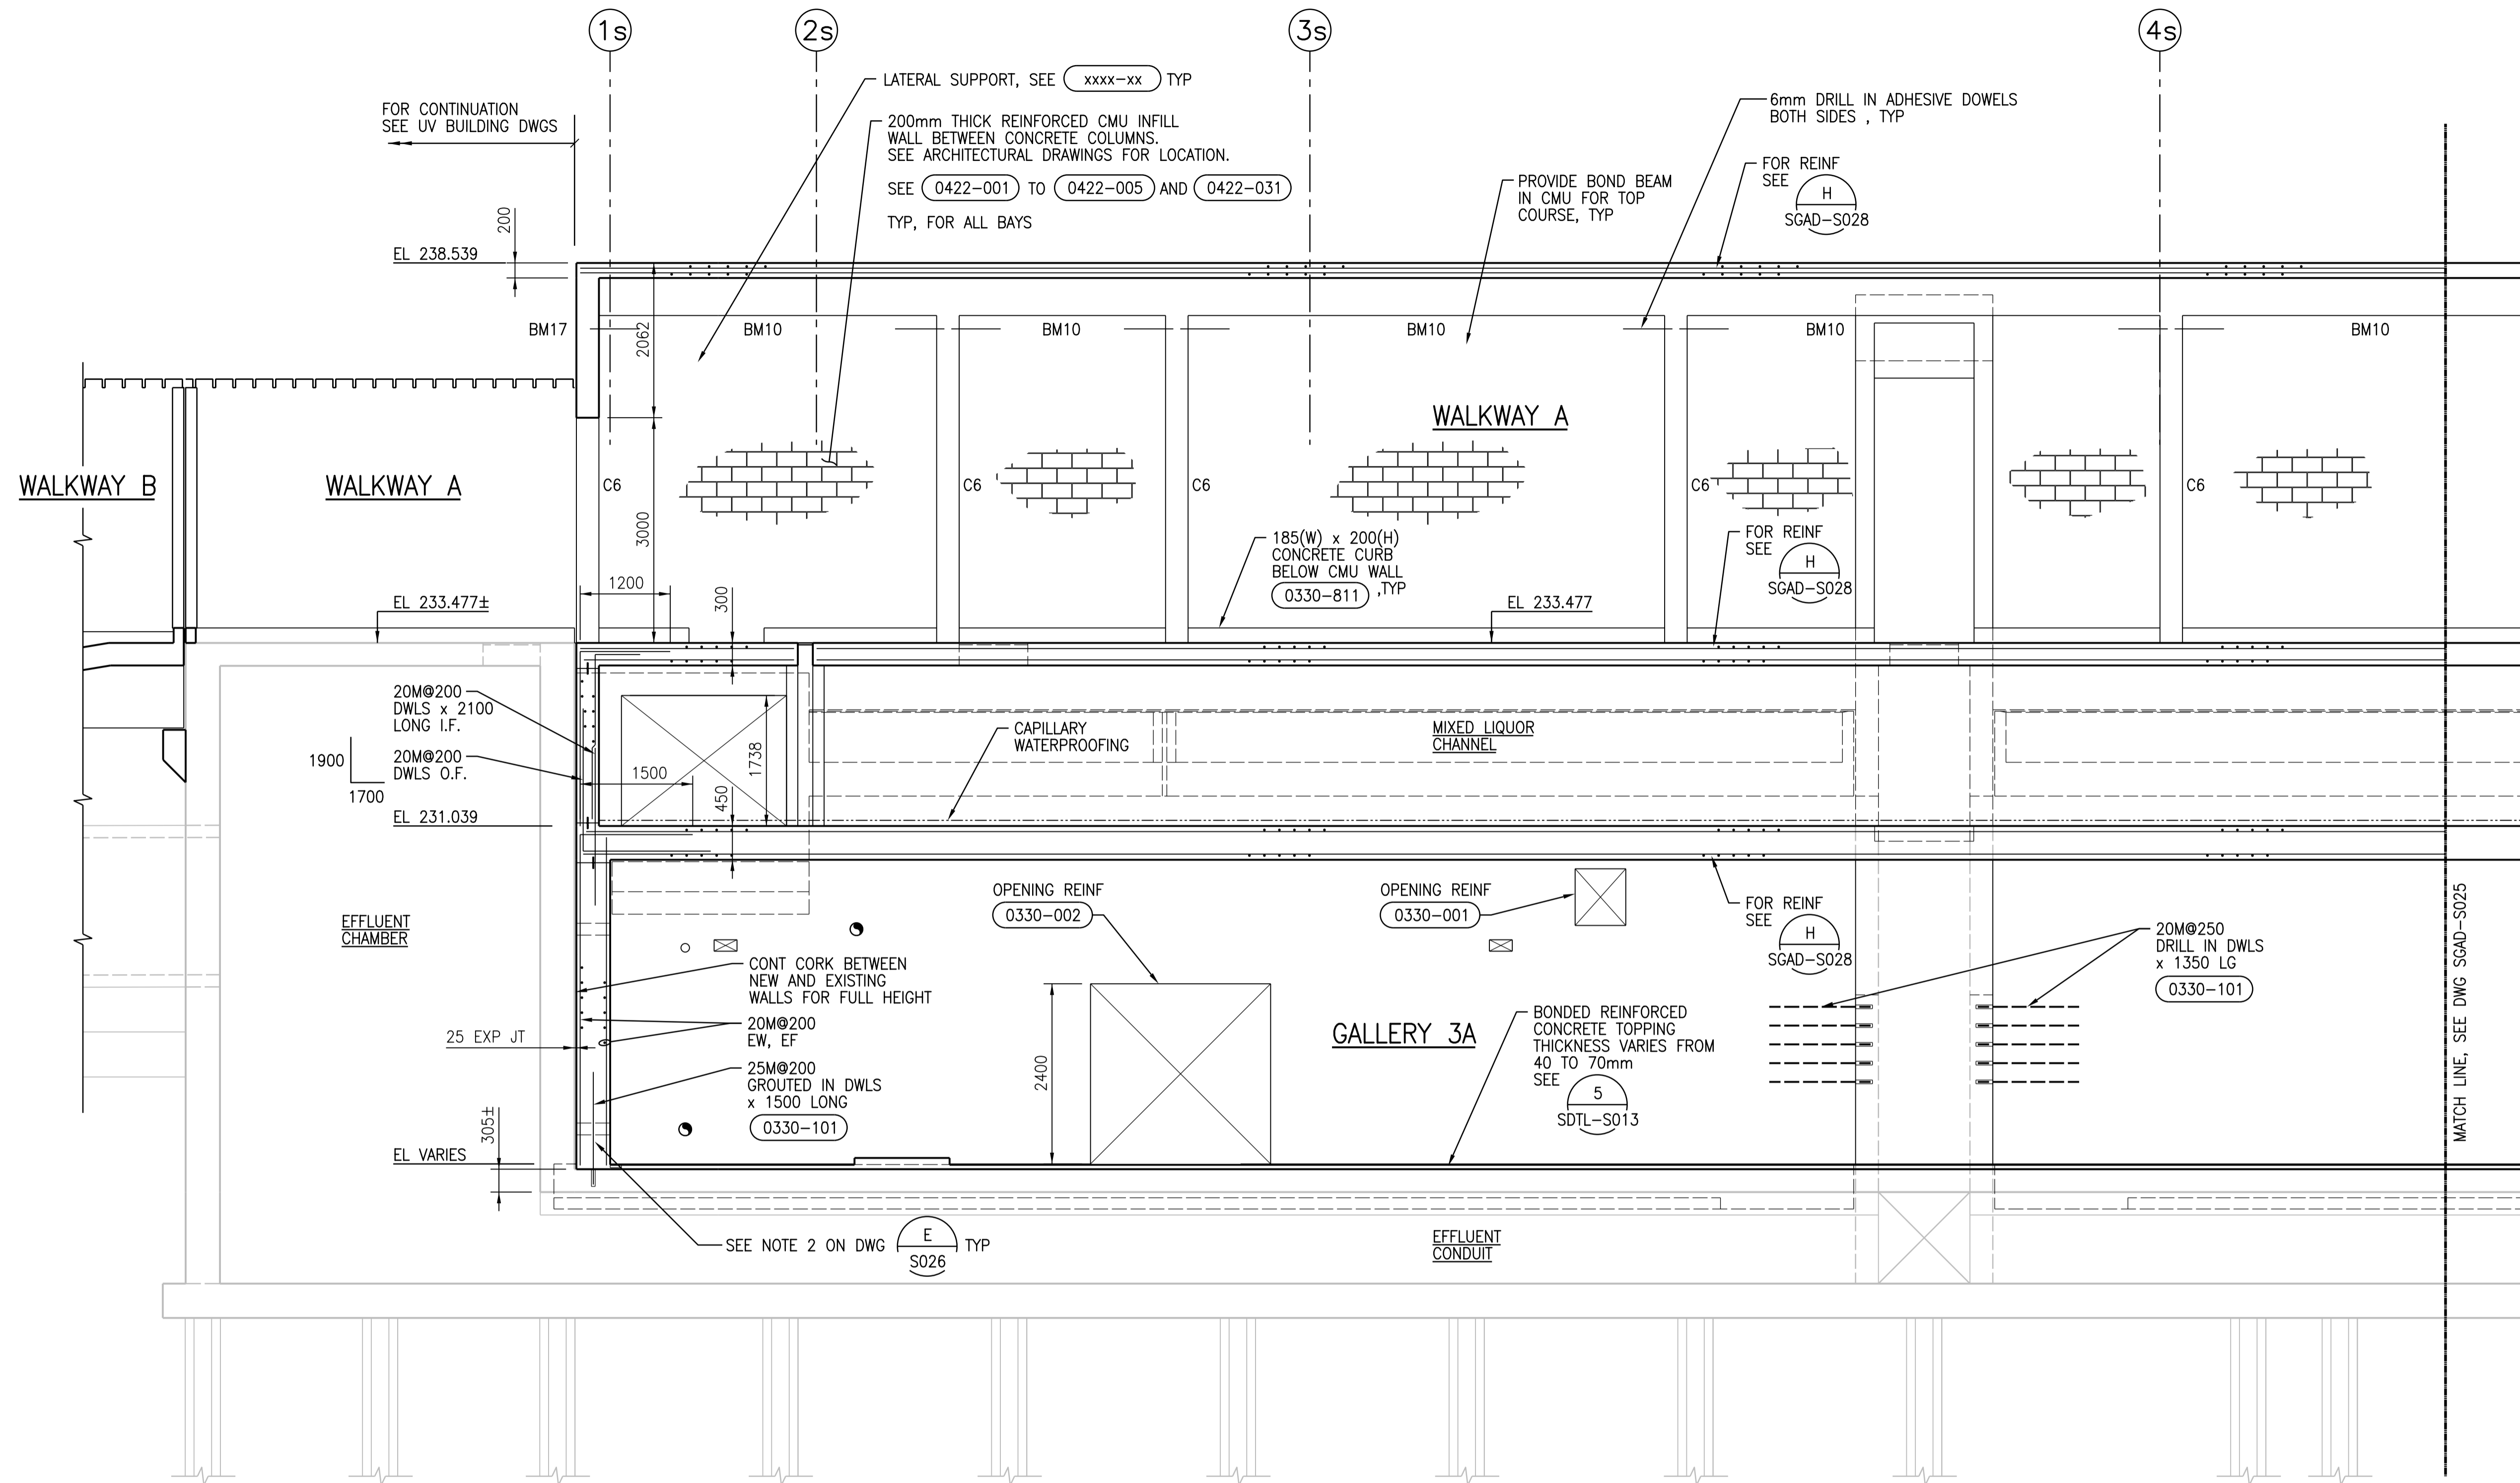 1s
2s
3s
4s
LATERAL SUPPORT, SEE xxxx-xx TYP
FOR CONTINUATION
SEE UV BUILDING DWGS
200mm THICK REINFORCED CMU INFILL
WALL BETWEEN CONCRETE COLUMNS.
SEE ARCHITECTURAL DRAWINGS FOR LOCATION.
SEE 0422-001 TO 0422-005 AND 0422-031
TYP, FOR ALL BAYS
6mm DRILL IN ADHESIVE DOWELS
BOTH SIDES , TYP
FOR REINF
SEE
H
SGAD-S028
PROVIDE BOND BEAM
IN CMU FOR TOP
COURSE, TYP
200
EL 238.539
BM17
2062
BM10
BM10
BM10
BM10
BM10
WALKWAY A
WALKWAY B
WALKWAY A
C6
C6
C6
C6
C6
3000
185(W) x 200(H)
CONCRETE CURB
BELOW CMU WALL
0330-811 ,TYP
FOR REINF
SEE
H
SGAD-S028
1200
300
EL 233.477±
EL 233.477
20M@200
DWLS x 2100
LONG I.F.
20M@200
DWLS O.F.
1900
1700
1500
1738
450
CAPILLARY
WATERPROOFING
MIXED LIQUOR
CHANNEL
EL 231.039
OPENING REINF
0330-002
OPENING REINF
0330-001
FOR REINF
SEE
H
SGAD-S028
20M@250
DRILL IN DWLS
x 1350 LG
0330-101
MATCH LINE, SEE DWG SGAD-S025
EFFLUENT
CHAMBER
CONT CORK BETWEEN
NEW AND EXISTING
WALLS FOR FULL HEIGHT
20M@200
EW, EF
25 EXP JT
25M@200
GROUTED IN DWLS
x 1500 LONG
0330-101
2400
GALLERY 3A
BONDED REINFORCED
CONCRETE TOPPING
THICKNESS VARIES FROM
40 TO 70mm
SEE
5
SDTL-S013
305±
EL VARIES
SEE NOTE 2 ON DWG E TYP
S026
EFFLUENT
CONDUIT